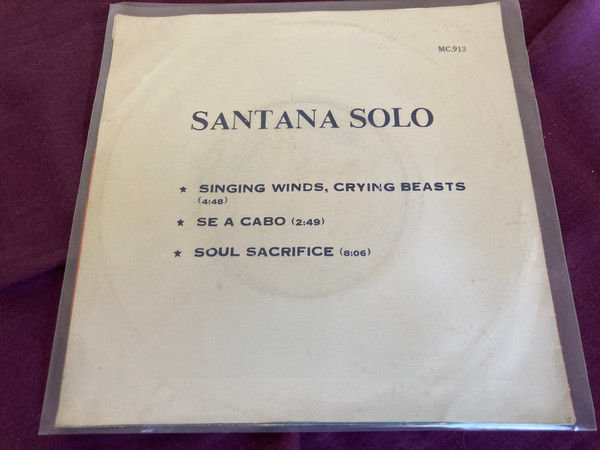 MC.913
SANTANA SOLO
★ SINGING WINDS, CRYING BEASTS
(4:48)
★ SE A CABO (2:49)
★ SOUL SACRIFICE (8:06)